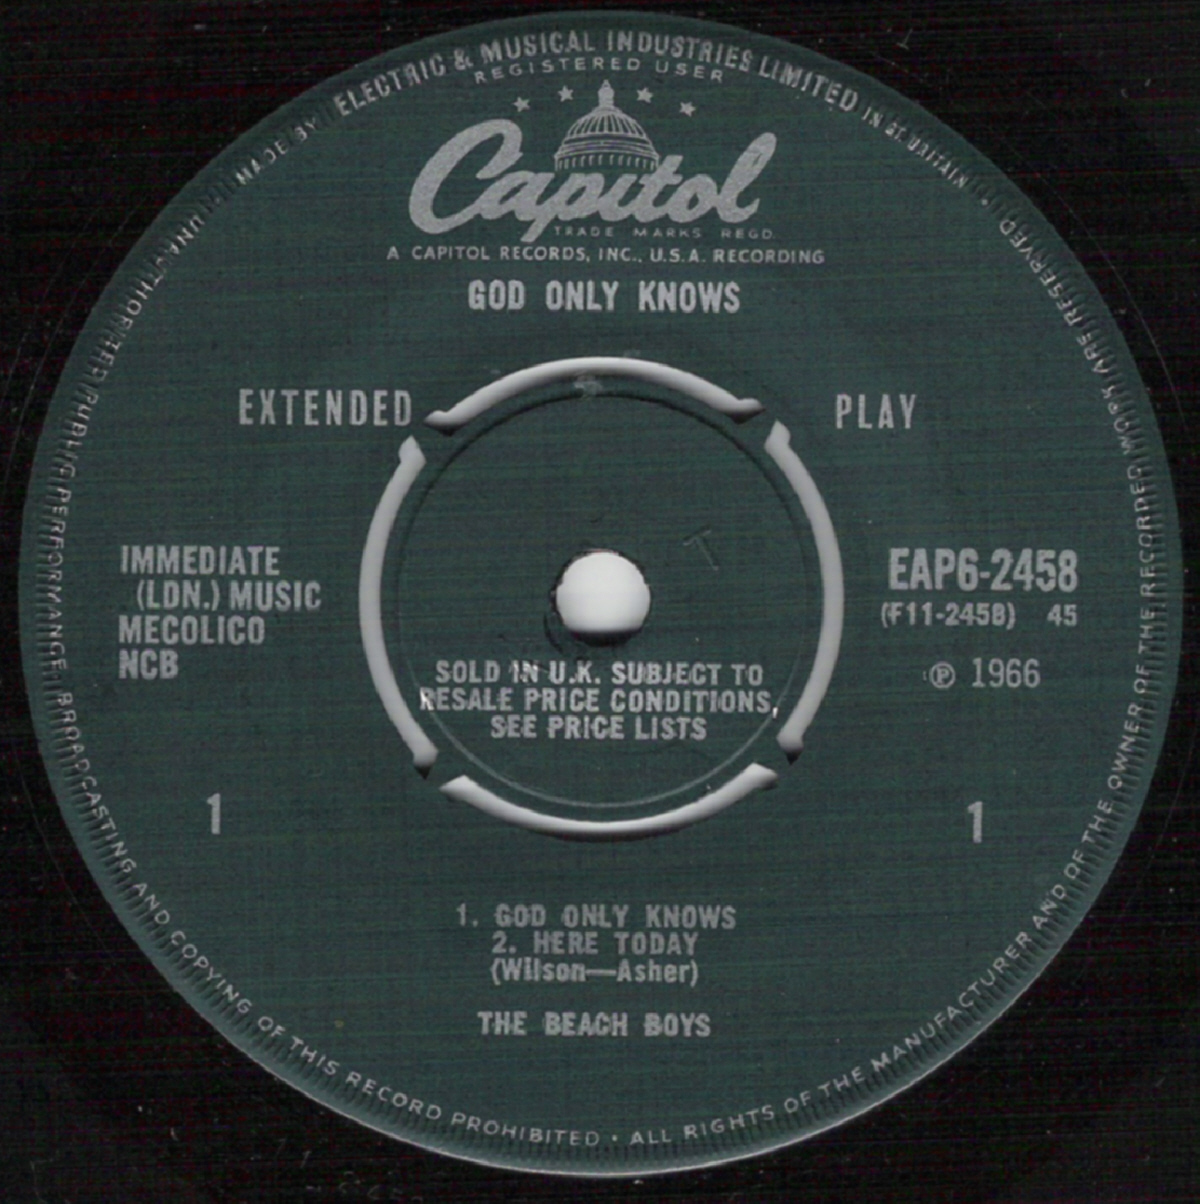 MADE BY ELECTRIC & MUSICAL INDUSTRIES LIMITED IN GT BRITAIN • ALL RIGHTS OF THE MANUFACTURER AND OF THE OWNER OF THE RECORDED WORK ARE RESERVED
UNAUTHORIZED PUBLIC PERFORMANCE BROADCASTING AND COPYING OF THIS RECORD PROHIBITED •
REGISTERED USER
Capitol
TRADE MARKS REGD.
A CAPITOL RECORDS, INC., U.S.A. RECORDING
GOD ONLY KNOWS
EXTENDED PLAY
IMMEDIATE
(LDN.) MUSIC
MECOLICO
NCB
EAP6-2458
(F11-2458) 45
℗ 1966
SOLD IN U.K. SUBJECT TO
RESALE PRICE CONDITIONS,
SEE PRICE LISTS
1 1
1. GOD ONLY KNOWS
2. HERE TODAY
(Wilson—Asher)
THE BEACH BOYS